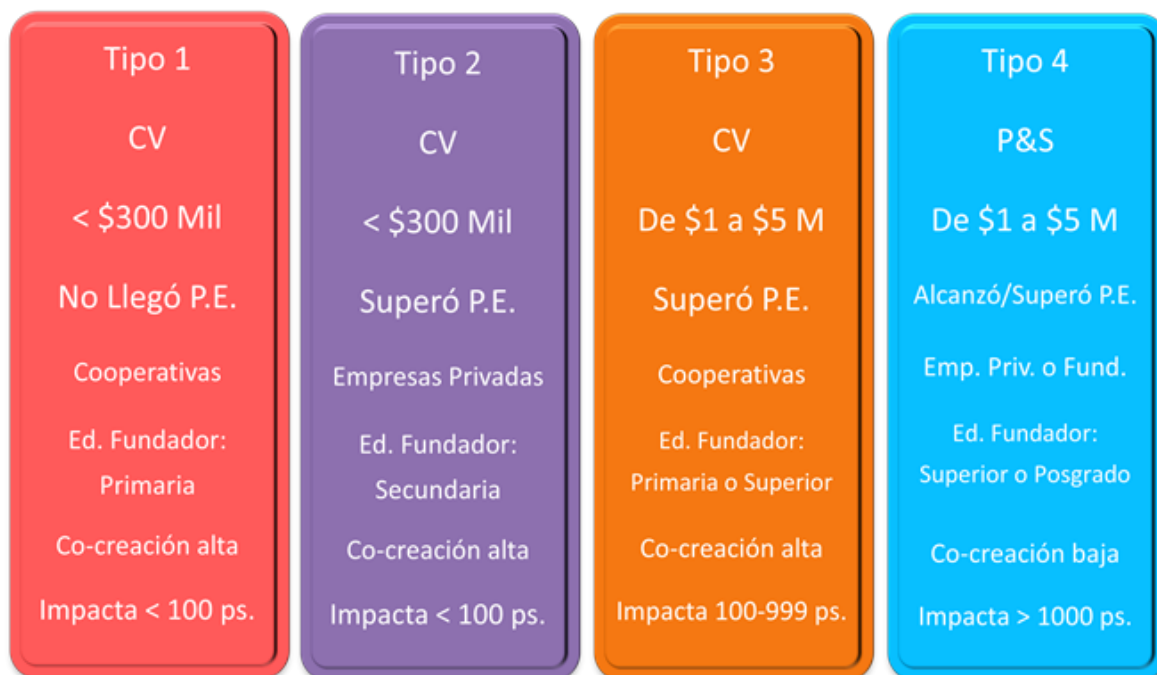 Tipo 1
CV
< $300 Mil
No Llegó P.E.
Cooperativas
Ed. Fundador:
Primaria
Co-creación alta
Impacta < 100 ps.
Tipo 2
CV
< $300 Mil
Superó P.E.
Empresas Privadas
Ed. Fundador:
Secundaria
Co-creación alta
Impacta < 100 ps.
Tipo 3
CV
De $1 a $5 M
Superó P.E.
Cooperativas
Ed. Fundador:
Primaria o Superior
Co-creación alta
Impacta 100-999 ps.
Tipo 4
P&S
De $1 a $5 M
Alcanzó/Superó P.E.
Emp. Priv. o Fund.
Ed. Fundador:
Superior o Posgrado
Co-creación baja
Impacta > 1000 ps.